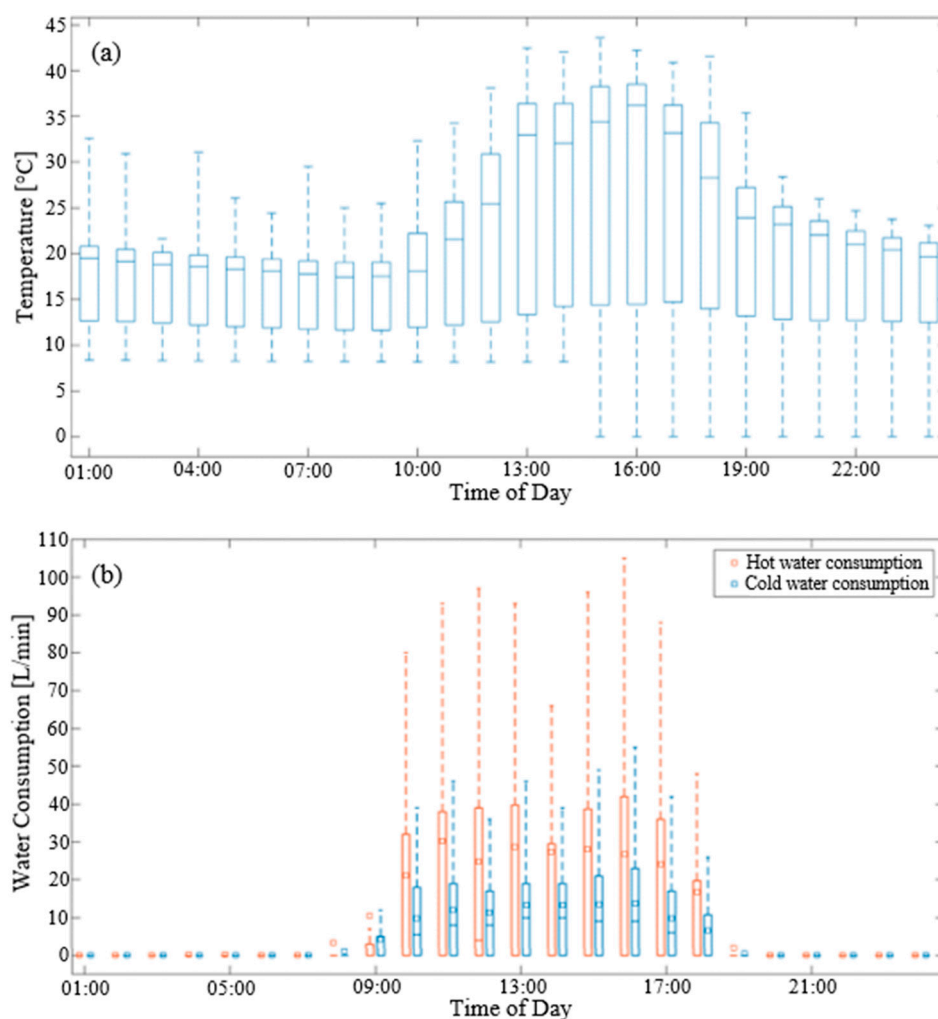 (a)
Temperature [°C]
45
40
35
30
25
20
15
10
5
0
01:00 04:00 07:00 10:00 13:00 16:00 19:00 22:00
Time of Day
(b)
Hot water consumption
Cold water consumption
Water Consumption [L/min]
110
100
90
80
70
60
50
40
30
20
10
0
01:00 05:00 09:00 13:00 17:00 21:00
Time of Day